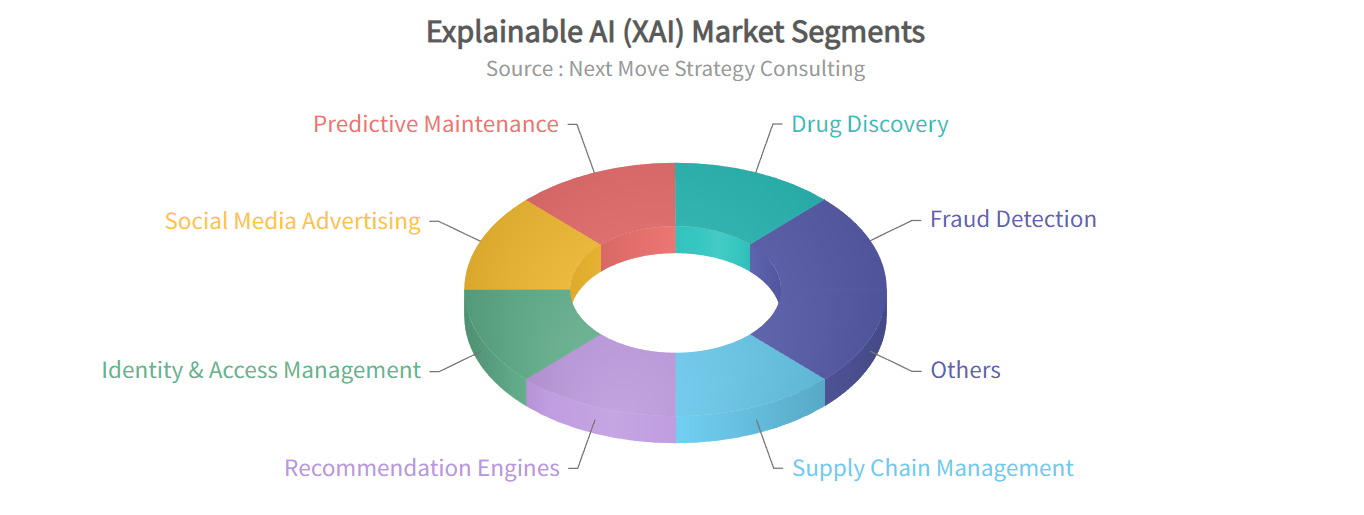 Explainable AI (XAI) Market Segments
Source : Next Move Strategy Consulting
Predictive Maintenance
Drug Discovery
Social Media Advertising
Fraud Detection
Identity & Access Management
Others
Recommendation Engines
Supply Chain Management